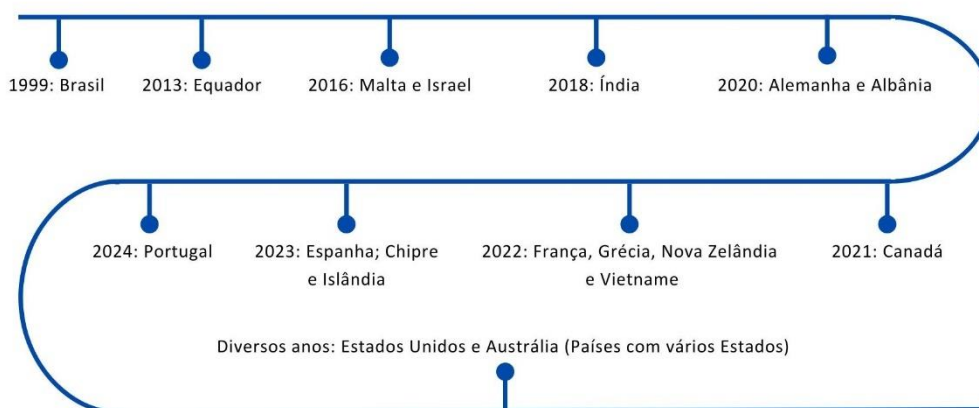 1999: Brasil
2013: Equador
2016: Malta e Israel
2018: Índia
2020: Alemanha e Albânia
2024: Portugal
2023: Espanha; Chipre
e Islândia
2022: França, Grécia, Nova Zelândia
e Vietname
2021: Canadá
Diversos anos: Estados Unidos e Austrália (Países com vários Estados)